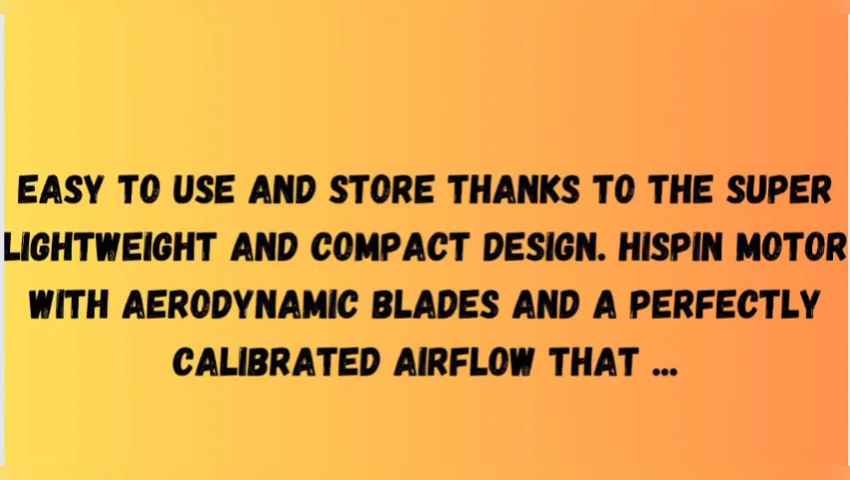 EASY TO USE AND STORE THANKS TO THE SUPER
LIGHTWEIGHT AND COMPACT DESIGN. HISPIN MOTOR
WITH AERODYNAMIC BLADES AND A PERFECTLY
CALIBRATED AIRFLOW THAT ...